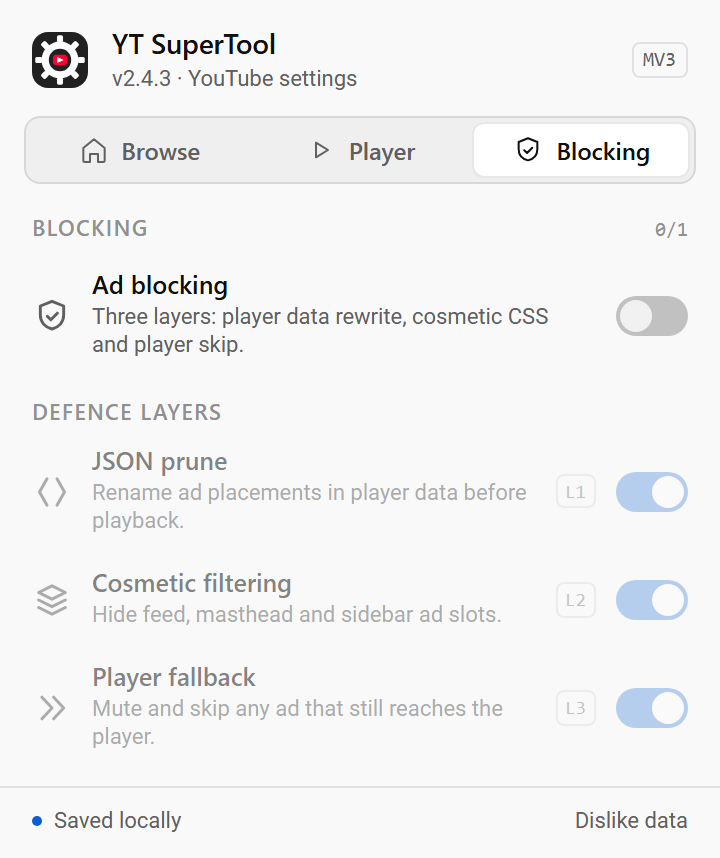 YT SuperTool
v2.4.3 · YouTube settings
MV3
Browse
Player
Blocking
BLOCKING
0/1
Ad blocking
Three layers: player data rewrite, cosmetic CSS
and player skip.
DEFENCE LAYERS
JSON prune
Rename ad placements in player data before
playback.
L1
Cosmetic filtering
Hide feed, masthead and sidebar ad slots.
L2
Player fallback
Mute and skip any ad that still reaches the
player.
L3
Saved locally
Dislike data